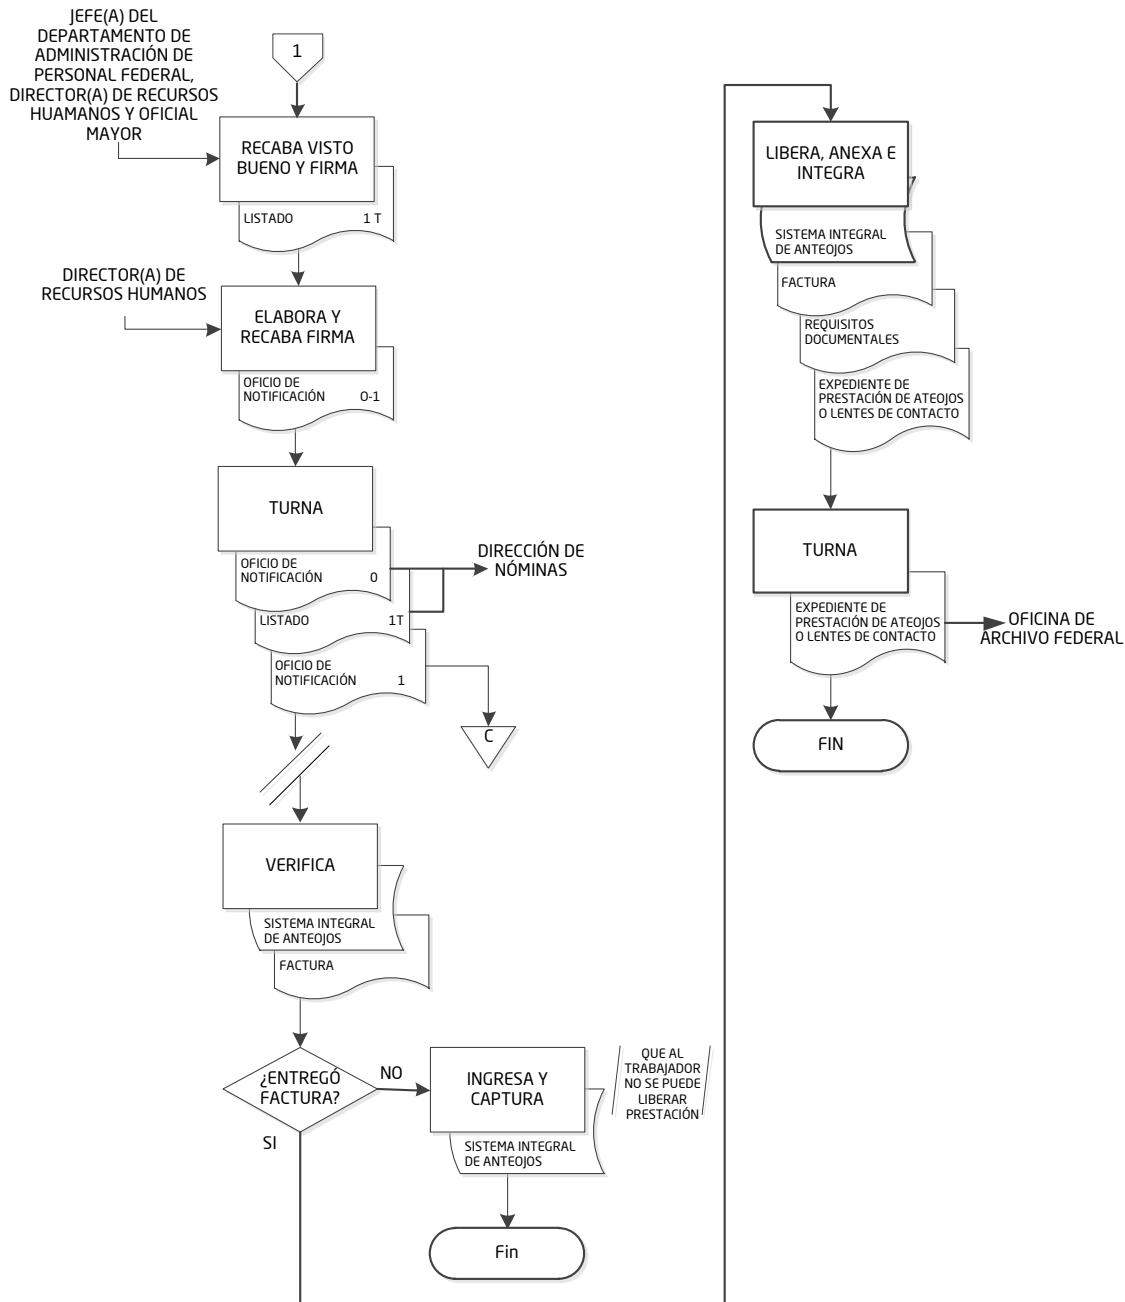 JEFE(A) DEL
DEPARTAMENTO DE
ADMINISTRACIÓN DE
PERSONAL FEDERAL,
DIRECTOR(A) DE RECURSOS
HUAMANOS Y OFICIAL
MAYOR
1
RECABA VISTO
BUENO Y FIRMA
LISTADO 1 T
DIRECTOR(A) DE
RECURSOS HUMANOS
ELABORA Y
RECABA FIRMA
OFICIO DE
NOTIFICACIÓN 0-1
TURNA
OFICIO DE
NOTIFICACIÓN 0
DIRECCIÓN DE
NÓMINAS
LISTADO 1T
OFICIO DE
NOTIFICACIÓN 1
C
VERIFICA
SISTEMA INTEGRAL
DE ANTEOJOS
FACTURA
¿ENTREGÓ
FACTURA?
NO
SI
INGRESA Y
CAPTURA
SISTEMA INTEGRAL
DE ANTEOJOS
QUE AL
TRABAJADOR
NO SE PUEDE
LIBERAR
PRESTACIÓN
Fin
LIBERA, ANEXA E
INTEGRA
SISTEMA INTEGRAL
DE ANTEOJOS
FACTURA
REQUISITOS
DOCUMENTALES
EXPEDIENTE DE
PRESTACIÓN DE ATEOJOS
O LENTES DE CONTACTO
TURNA
EXPEDIENTE DE
PRESTACIÓN DE ATEOJOS
O LENTES DE CONTACTO
OFICINA DE
ARCHIVO FEDERAL
FIN